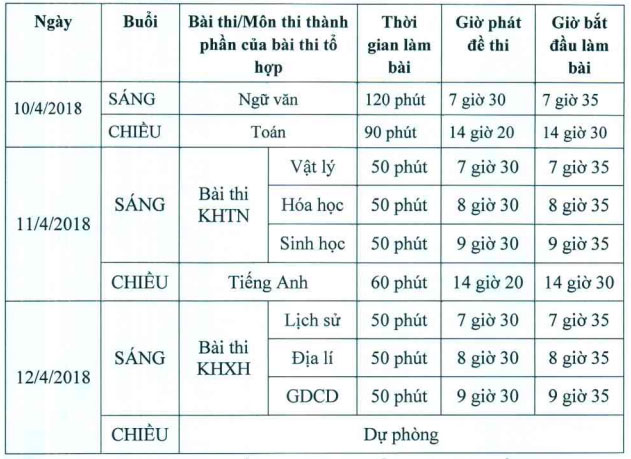 Ngày Buổi Bài thi/Môn thi thành phần của bài thi tổ hợp Thời gian làm bài Giờ phát đề thi Giờ bắt đầu làm bài
10/4/2018 SÁNG Ngữ văn 120 phút 7 giờ 30 7 giờ 35
CHIỀU Toán 90 phút 14 giờ 20 14 giờ 30
11/4/2018 SÁNG Bài thi KHTN Vật lý 50 phút 7 giờ 30 7 giờ 35
Hóa học 50 phút 8 giờ 30 8 giờ 35
Sinh học 50 phút 9 giờ 30 9 giờ 35
CHIỀU Tiếng Anh 60 phút 14 giờ 20 14 giờ 30
12/4/2018 SÁNG Bài thi KHXH Lịch sử 50 phút 7 giờ 30 7 giờ 35
Địa lí 50 phút 8 giờ 30 8 giờ 35
GDCD 50 phút 9 giờ 30 9 giờ 35
CHIỀU Dự phòng